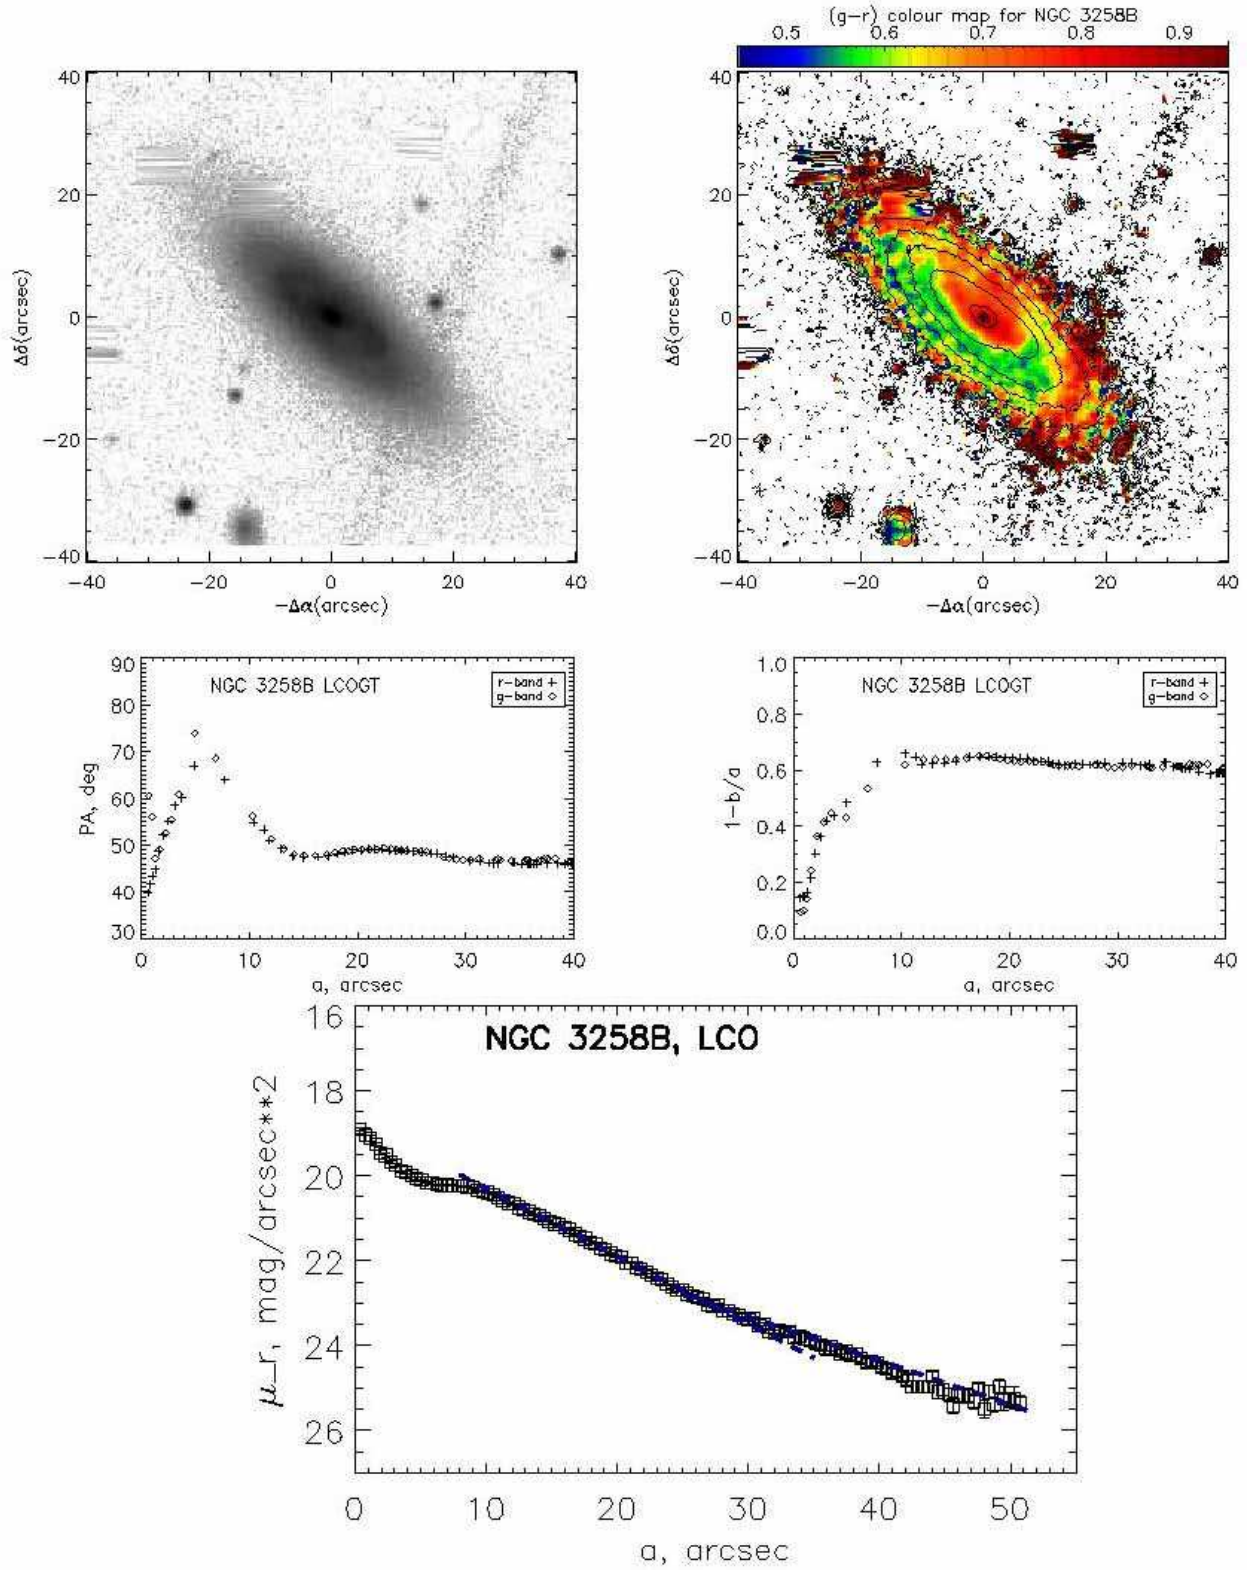 (g−r) colour map for NGC 3258B
0.5 0.6 0.7 0.8 0.9
40
20
0
−20
−40
Δδ(arcsec)
−40 −20 0 20 40
−Δα(arcsec)
40
20
0
−20
−40
Δδ(arcsec)
−40 −20 0 20 40
−Δα(arcsec)
90
80
70
60
50
40
30
PA, deg
NGC 3258B LCOGT
r−band +
g−band ◇
0 10 20 30 40
a, arcsec
1.0
0.8
0.6
0.4
0.2
0.0
1−b/a
NGC 3258B LCOGT
r−band +
g−band ◇
0 10 20 30 40
a, arcsec
16
18
20
22
24
26
μ_r, mag/arcsec**2
NGC 3258B, LCO
0 10 20 30 40 50
a, arcsec